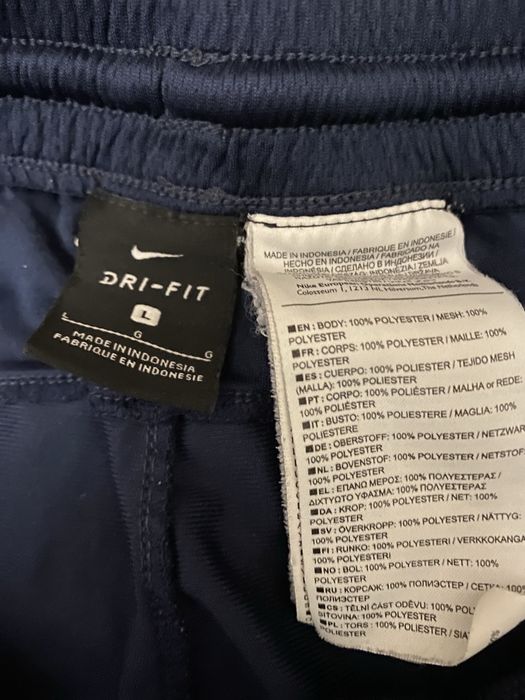 DRI-FIT
L
L G G
MADE IN INDONESIA
FABRIQUE EN INDONESIE
MADE IN INDONESIA / FABRIQUE EN INDONESIE /
HECHO EN INDONESIA / FABRICADO NA
INDONÉSIA / СДЕЛАНО В ИНДОНЕЗИИ /
INDONEZIJA / ZEMLJA
Colosseum 1, 1213 NL Hilversum, The Netherlands
EN : BODY: 100% POLYESTER / MESH: 100%
POLYESTER
FR : CORPS: 100% POLYESTER / MAILLE: 100%
POLYESTER
ES : CUERPO: 100% POLIÉSTER / TEJIDO MESH
(MALLA): 100% POLIÉSTER
PT : CORPO: 100% POLIÉSTER / MALHA or REDE:
100% POLIÉSTER
IT : BUSTO: 100% POLIESTERE / MAGLIA: 100%
POLIESTERE
DE : OBERSTOFF: 100% POLYESTER / NETZWAR
100% POLYESTER
NL : BOVENSTOF: 100% POLYESTER / NETSTOF
100% POLYESTER
EL : ΕΠΑΝΩ ΜΕΡΟΣ: 100% ΠΟΛΥΕΣΤΕΡΑΣ /
ΔΙΧΤΥΩΤΟ ΥΦΑΣΜΑ: 100% ΠΟΛΥΕΣΤΕΡΑΣ
DA : KROP: 100% POLYESTER / NET: 100%
POLYESTER
SV : ÖVERKROPP: 100% POLYESTER / NÄTTYG:
100% POLYESTER
FI : RUNKO: 100% POLYESTERI / VERKKOKANGA
100% POLYESTERI
NO : BOL: 100% POLYESTER / NETT: 100%
POLYESTER
RU : КОРСАЖ: 100% ПОЛИЭСТЕР / СЕТКА 100%
ПОЛИЭСТЕР
CS : TĚLNÍ ČÁST ODĚVU: 100% POL
100% POLYESTER
PL : TORS : 100% POLIESTER / SIA
POLIESTER